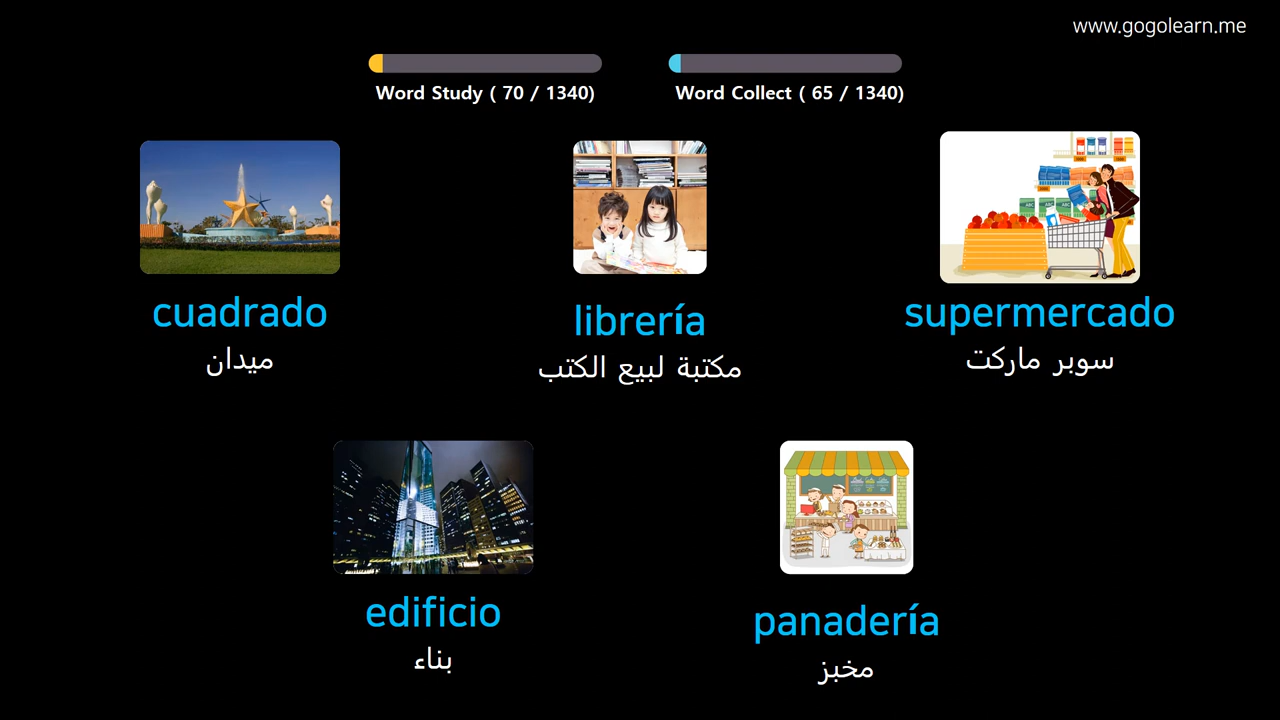 www.gogolearn.me
Word Study ( 70 / 1340)
Word Collect ( 65 / 1340)
cuadrado
ميدان
librería
مكتبة لبيع الكتب
supermercado
سوبر ماركت
edificio
بناء
panadería
مخبز